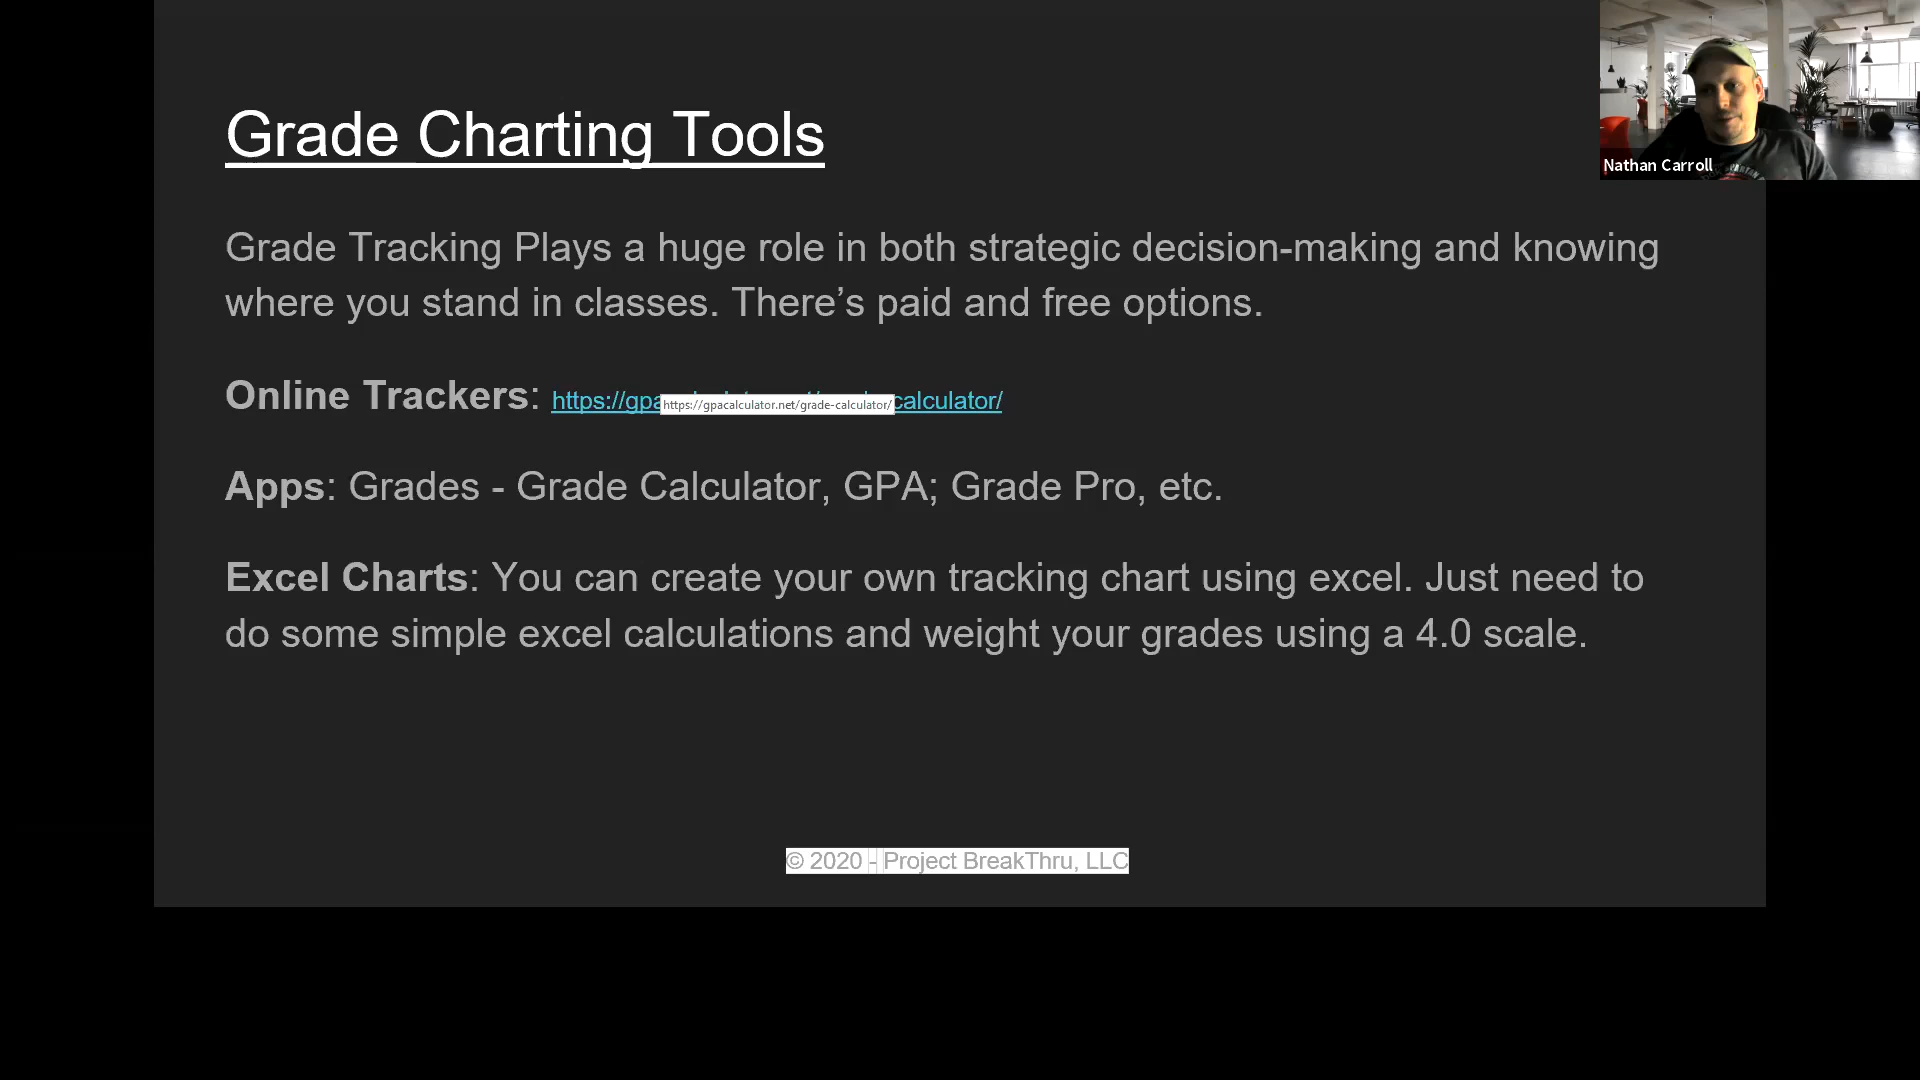 Grade Charting Tools
Nathan Carroll
Grade Tracking Plays a huge role in both strategic decision-making and knowing
where you stand in classes. There’s paid and free options.
Online Trackers: https://gpa calculator/
https://gpacalculator.net/grade-calculator/
Apps: Grades - Grade Calculator, GPA; Grade Pro, etc.
Excel Charts: You can create your own tracking chart using excel. Just need to
do some simple excel calculations and weight your grades using a 4.0 scale.
© 2020 - Project BreakThru, LLC